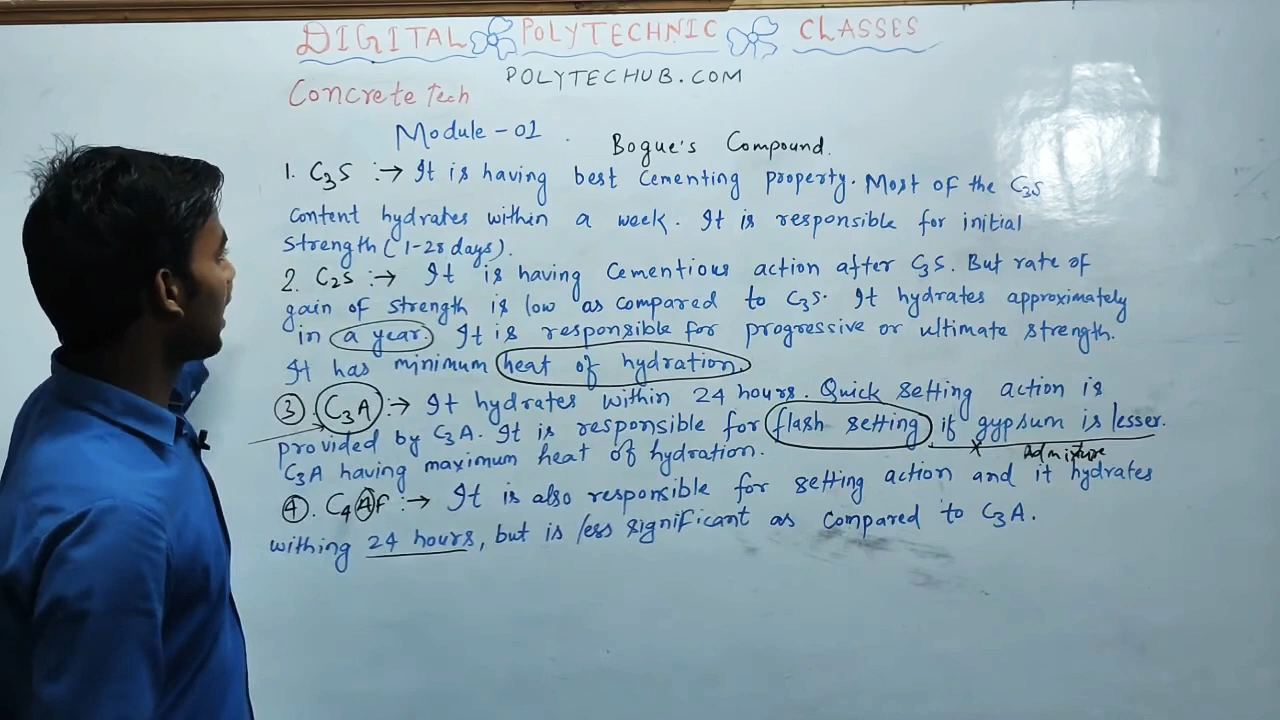 DIGITAL POLYTECHNIC CLASSES
POLYTECHUB.COM
Concrete Tech
Module - 01
Bogue's Compound.
1. C3S :→ It is having best cementing property. Most of the C3S
content hydrates within a week. It is responsible for initial
strength (1-28 days).
2. C2S :→ It is having Cementious action after C3S. But rate of
gain of strength is low as compared to C3S. It hydrates approximately
in a year. It is responsible for progressive or ultimate strength.
It has minimum heat of hydration.
3. C3A :→ It hydrates within 24 hours. Quick setting action is
provided by C3A. It is responsible for flash setting if gypsum is lesser.
Admixture
C3A having maximum heat of hydration.
4. C4AF :→ It is also responsible for setting action and it hydrates
withing 24 hours, but is less significant as compared to C3A.